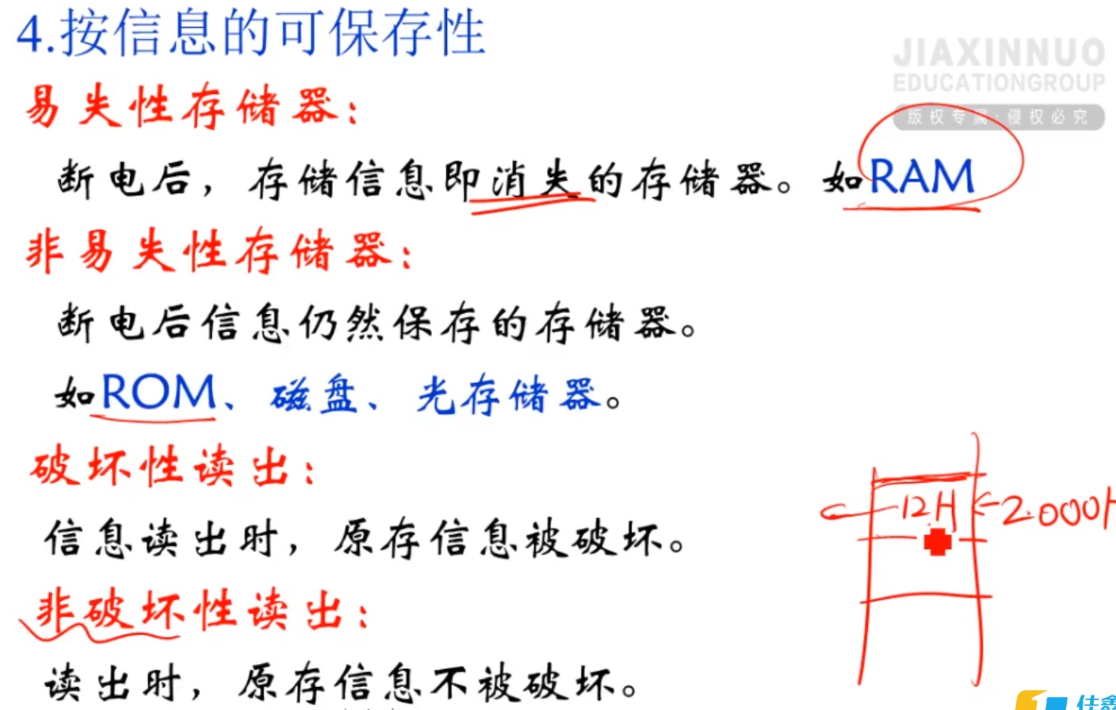 4.按信息的可保存性
JIAXINNUO
EDUCATIONGROUP
版权专属·侵权必究
易失性存储器：
断电后，存储信息即消失的存储器。如RAM
非易失性存储器：
断电后信息仍然保存的存储器。
如ROM、磁盘、光存储器。
破坏性读出：
12H
2000H
信息读出时，原存信息被破坏。
非破坏性读出：
读出时，原存信息不被破坏。
佳鑫